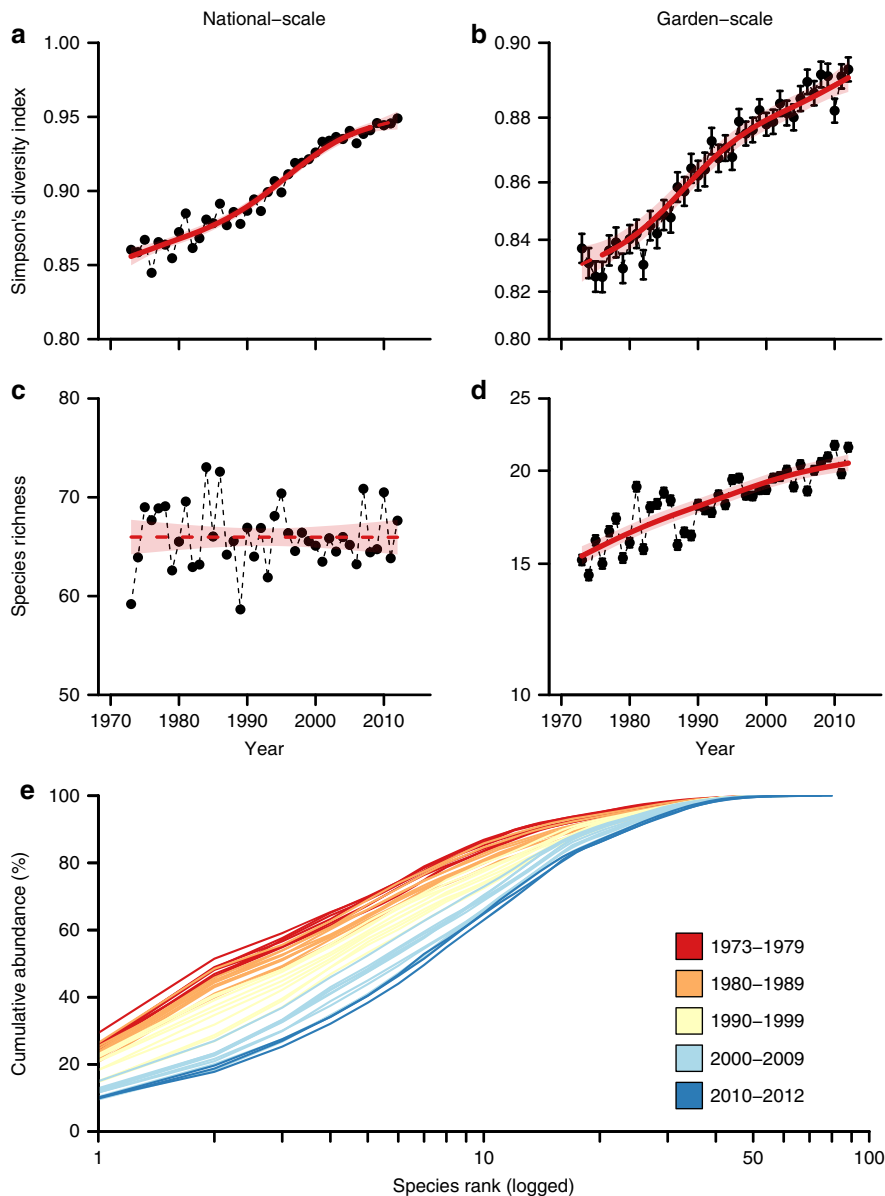 National–scale
Garden–scale
a
b
1.00
0.95
0.90
0.85
0.80
Simpson's diversity index
0.90
0.88
0.86
0.84
0.82
0.80
c
d
80
70
60
50
Species richness
25
20
15
10
1970 1980 1990 2000 2010
Year
1970 1980 1990 2000 2010
Year
e
100
80
60
40
20
0
Cumulative abundance (%)
1973–1979
1980–1989
1990–1999
2000–2009
2010–2012
1 10 50 100
Species rank (logged)